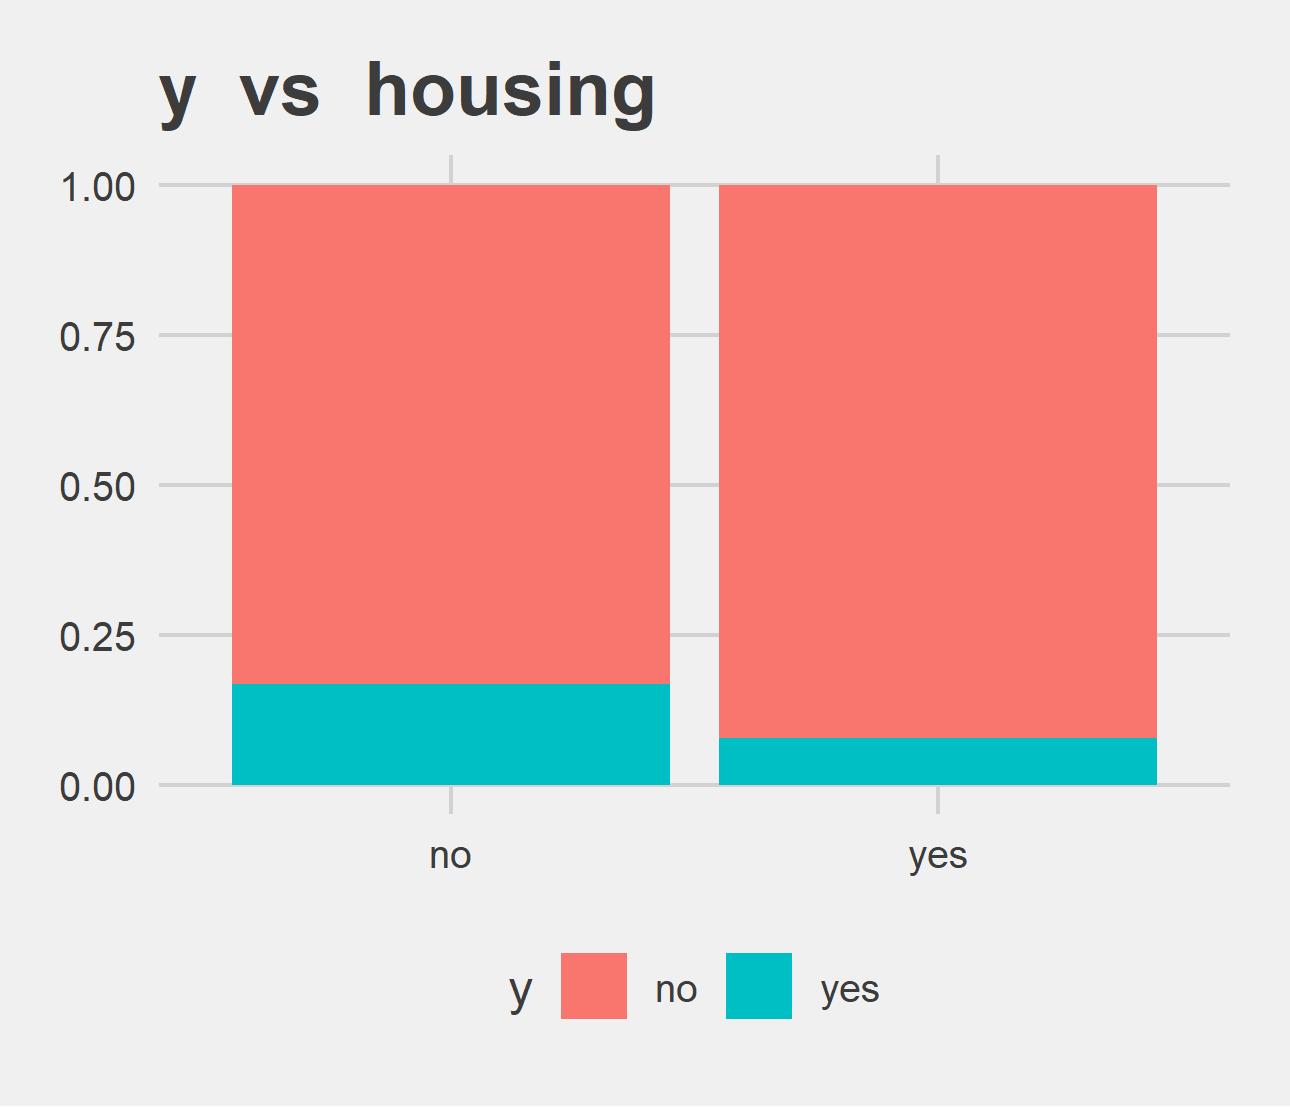 y vs housing
1.00
0.75
0.50
0.25
0.00
no yes
y no yes